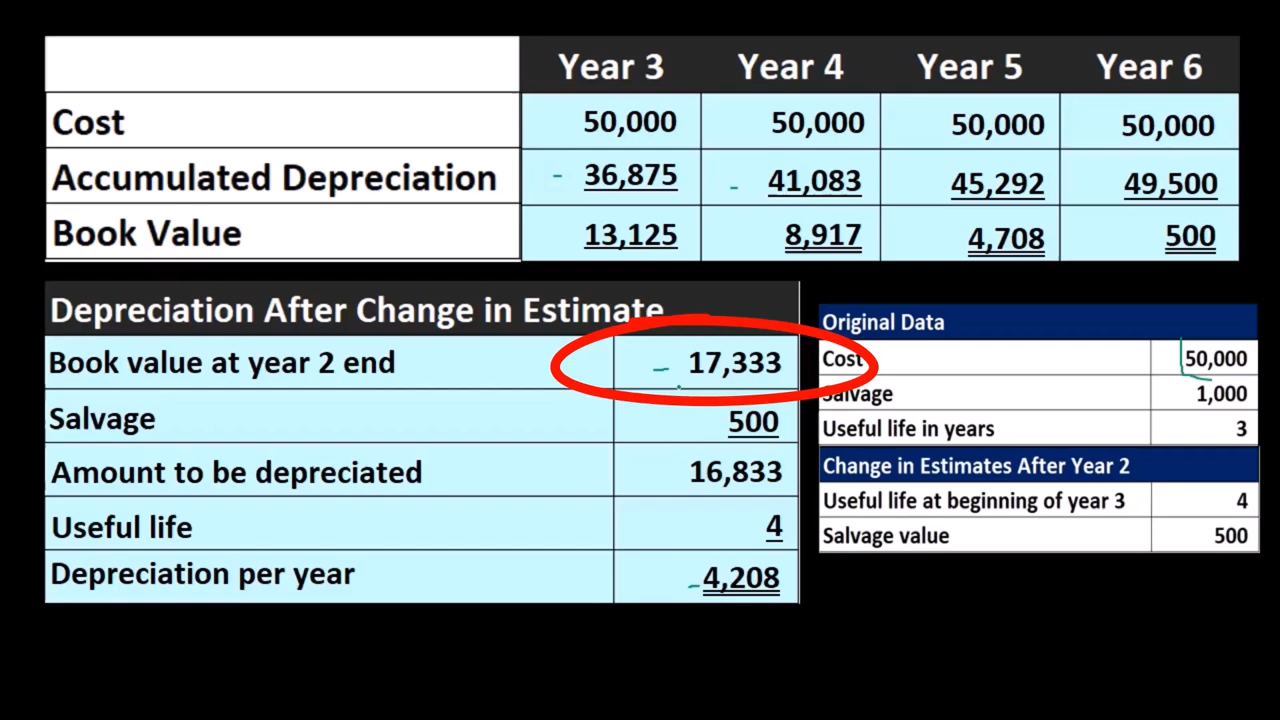 Year 3 Year 4 Year 5 Year 6
Cost 50,000 50,000 50,000 50,000
Accumulated Depreciation - 36,875 - 41,083 45,292 49,500
Book Value 13,125 8,917 4,708 500
Depreciation After Change in Estimate
Book value at year 2 end - 17,333
Salvage 500
Amount to be depreciated 16,833
Useful life 4
Depreciation per year - 4,208
Original Data
Cost 50,000
Salvage 1,000
Useful life in years 3
Change in Estimates After Year 2
Useful life at beginning of year 3 4
Salvage value 500